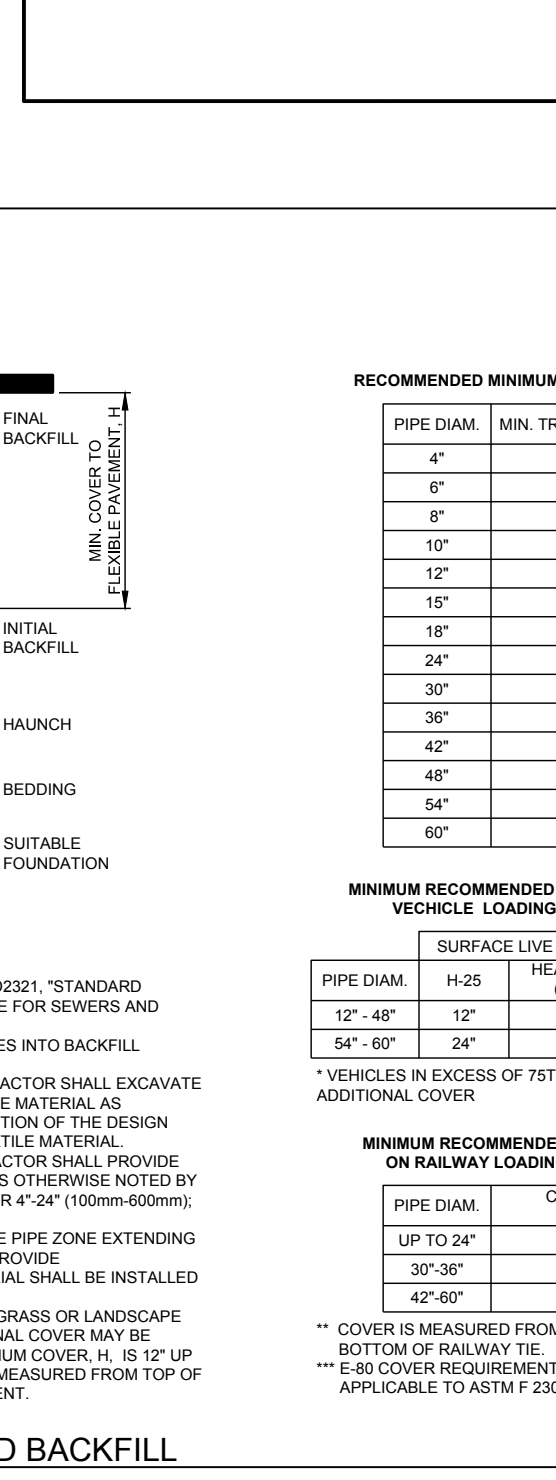 FINAL
BACKFILL
MIN. COVER TO
FLEXIBLE PAVEMENT, H
INITIAL
BACKFILL
HAUNCH
BEDDING
SUITABLE
FOUNDATION
D2321, "STANDARD
E FOR SEWERS AND
ES INTO BACKFILL
ACTOR SHALL EXCAVATE
E MATERIAL AS
TION OF THE DESIGN
TILE MATERIAL.
ACTOR SHALL PROVIDE
S OTHERWISE NOTED BY
R 4"-24" (100mm-600mm);
E PIPE ZONE EXTENDING
PROVIDE
IAL SHALL BE INSTALLED
GRASS OR LANDSCAPE
NAL COVER MAY BE
UM COVER, H, IS 12" UP
MEASURED FROM TOP OF
ENT.
D BACKFILL
RECOMMENDED MINIMUM
PIPE DIAM. MIN. TR
4"
6"
8"
10"
12"
15"
18"
24"
30"
36"
42"
48"
54"
60"
MINIMUM RECOMMENDED
VECHICLE LOADING
SURFACE LIVE
PIPE DIAM. H-25 HEA
(
12" - 48" 12"
54" - 60" 24"
* VEHICLES IN EXCESS OF 75T
ADDITIONAL COVER
MINIMUM RECOMMENDE
ON RAILWAY LOADIN
PIPE DIAM. C
UP TO 24"
30"-36"
42"-60"
** COVER IS MEASURED FROM
BOTTOM OF RAILWAY TIE.
*** E-80 COVER REQUIREMENT
APPLICABLE TO ASTM F 230